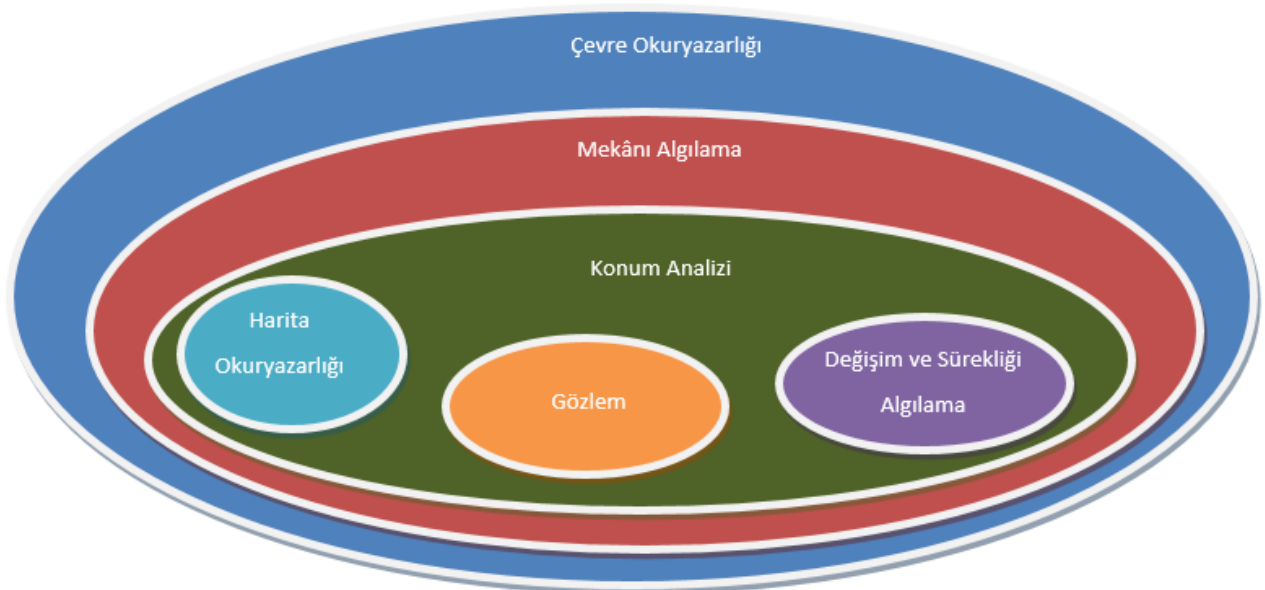 Çevre Okuryazarlığı
Mekânı Algılama
Konum Analizi
Harita
Okuryazarlığı
Gözlem
Değişim ve Sürekliği
Algılama